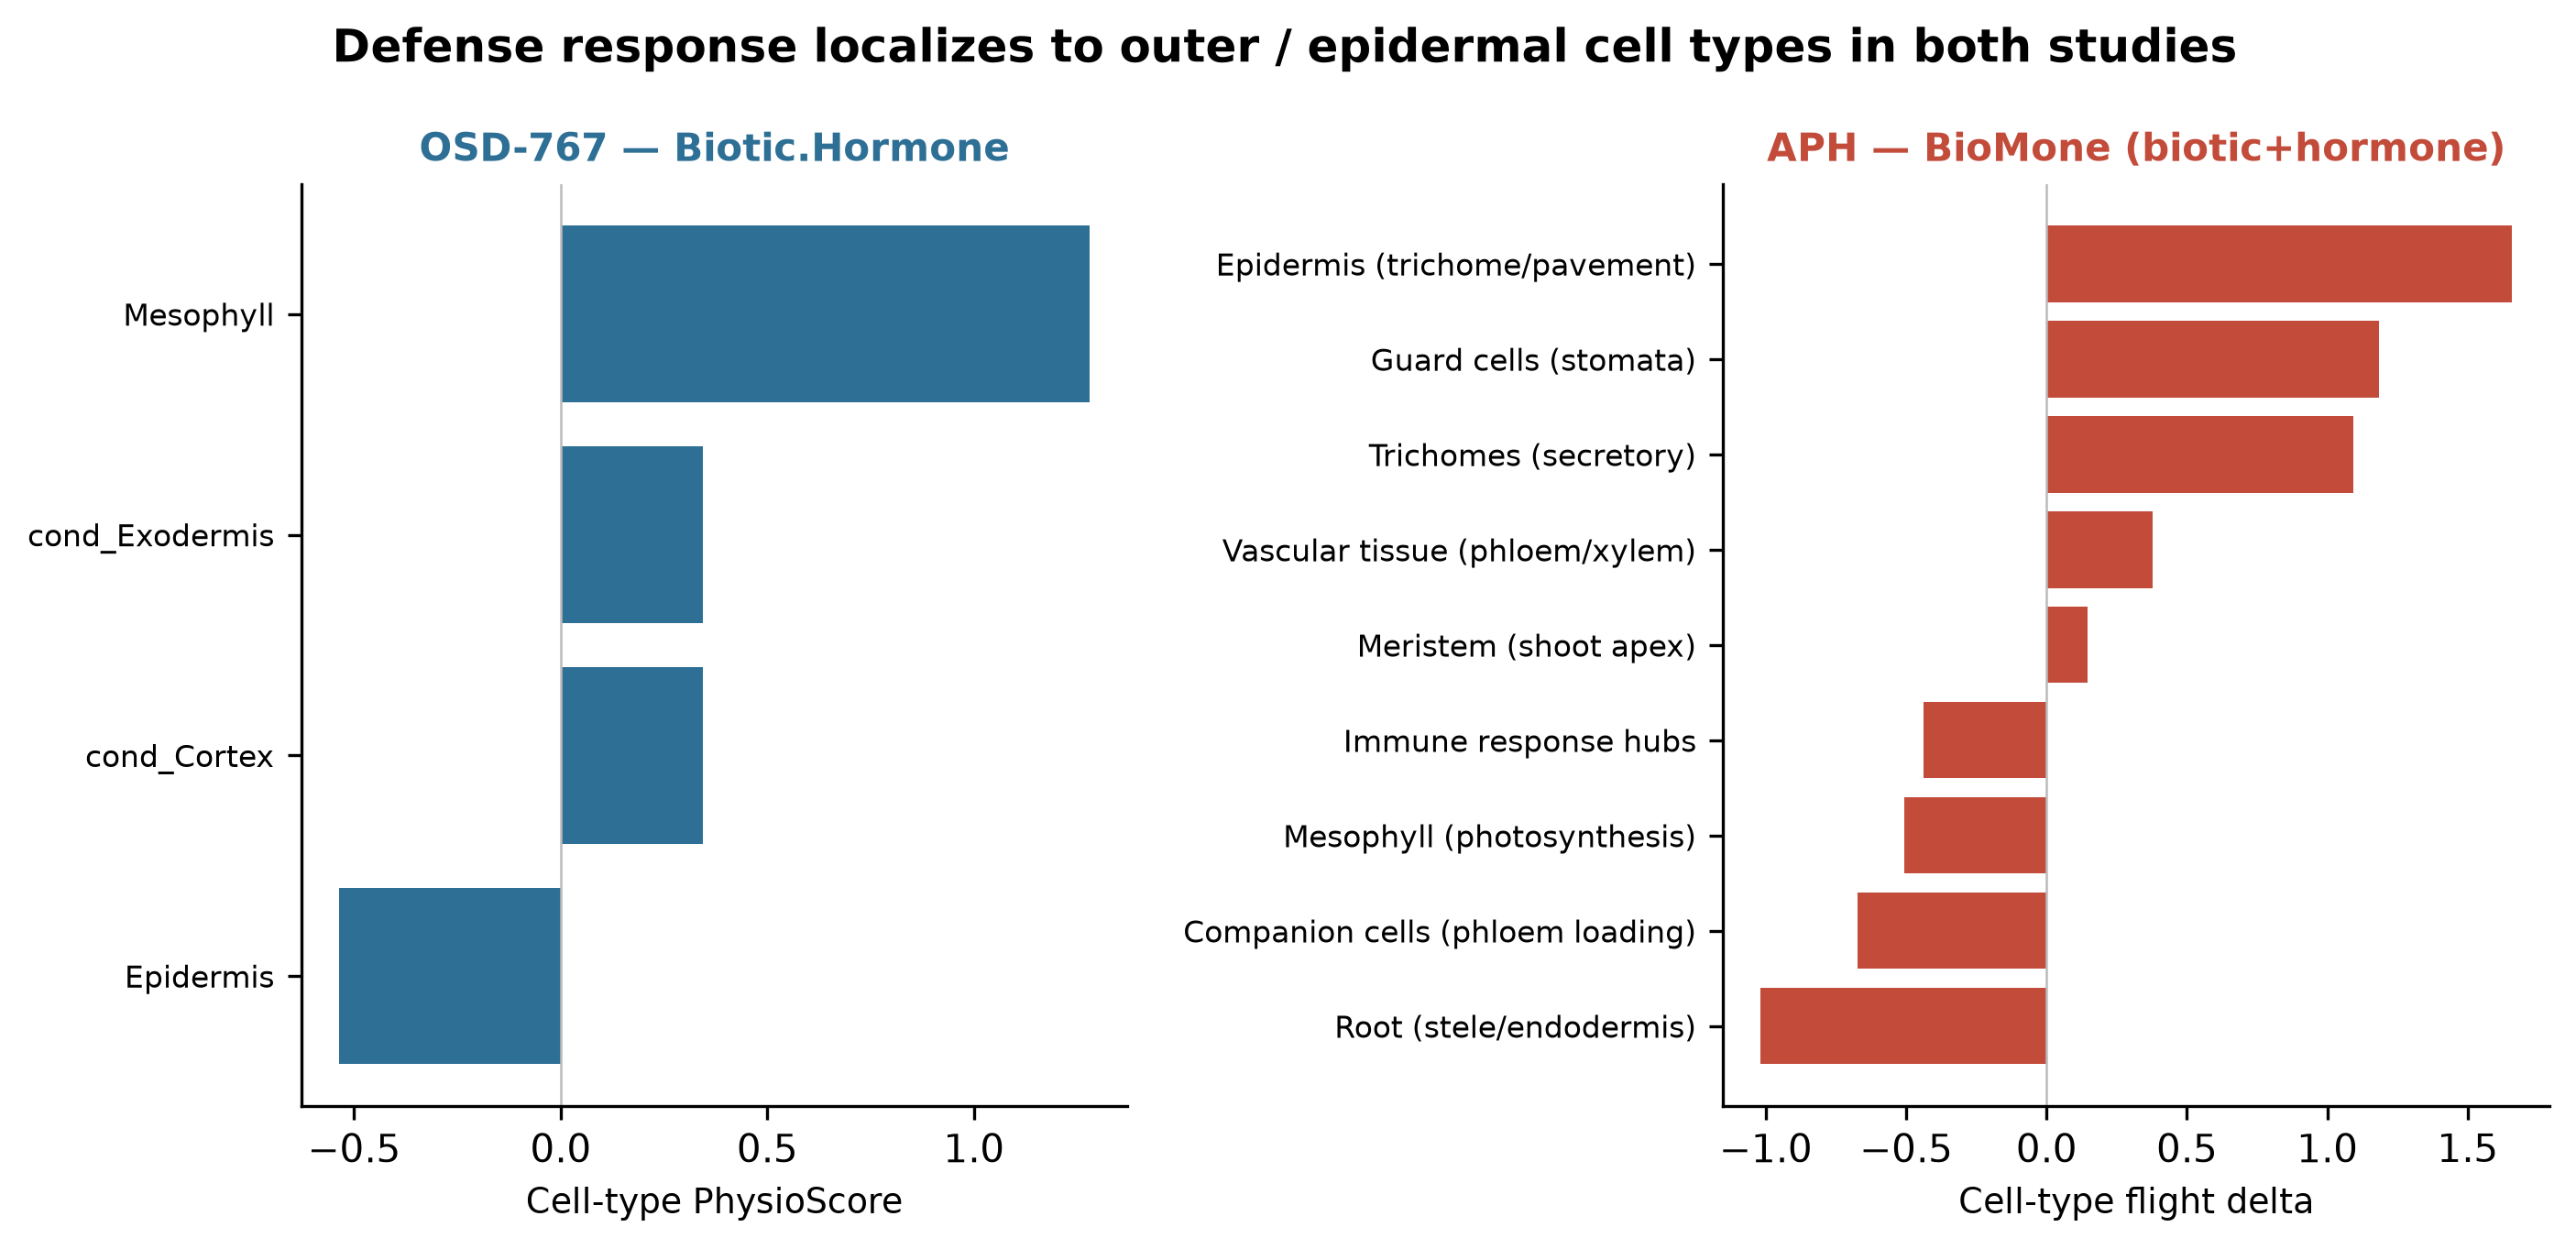 Defense response localizes to outer / epidermal cell types in both studies
OSD-767 — Biotic.Hormone
Mesophyll
cond_Exodermis
cond_Cortex
Epidermis
−0.5 0.0 0.5 1.0
Cell-type PhysioScore
APH — BioMone (biotic+hormone)
Epidermis (trichome/pavement)
Guard cells (stomata)
Trichomes (secretory)
Vascular tissue (phloem/xylem)
Meristem (shoot apex)
Immune response hubs
Mesophyll (photosynthesis)
Companion cells (phloem loading)
Root (stele/endodermis)
−1.0 −0.5 0.0 0.5 1.0 1.5
Cell-type flight delta